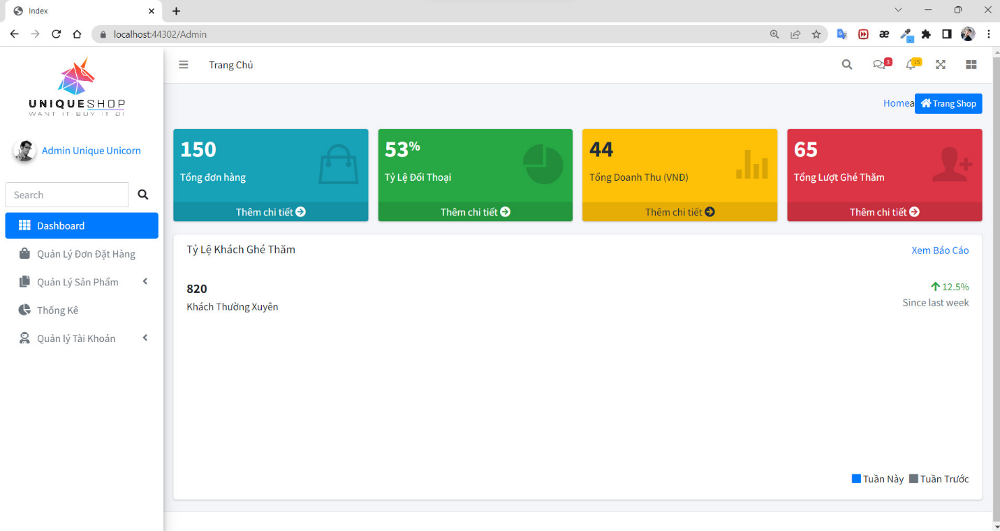 Index
localhost:44302/Admin
UNIQUESHOP
WANT IT-BUY IT ĐI
Admin Unique Unicorn
Search
Dashboard
Quản Lý Đơn Đặt Hàng
Quản Lý Sản Phẩm
Thống Kê
Quản lý Tài Khoản
Trang Chủ
3
15
Homea
Trang Shop
150
Tổng đơn hàng
Thêm chi tiết
53%
Tỷ Lệ Đối Thoại
Thêm chi tiết
44
Tổng Doanh Thu (VNĐ)
Thêm chi tiết
65
Tổng Lượt Ghé Thăm
Thêm chi tiết
Tỷ Lệ Khách Ghé Thăm
Xem Báo Cáo
820
12.5%
Khách Thường Xuyên
Since last week
Tuần Này Tuần Trước